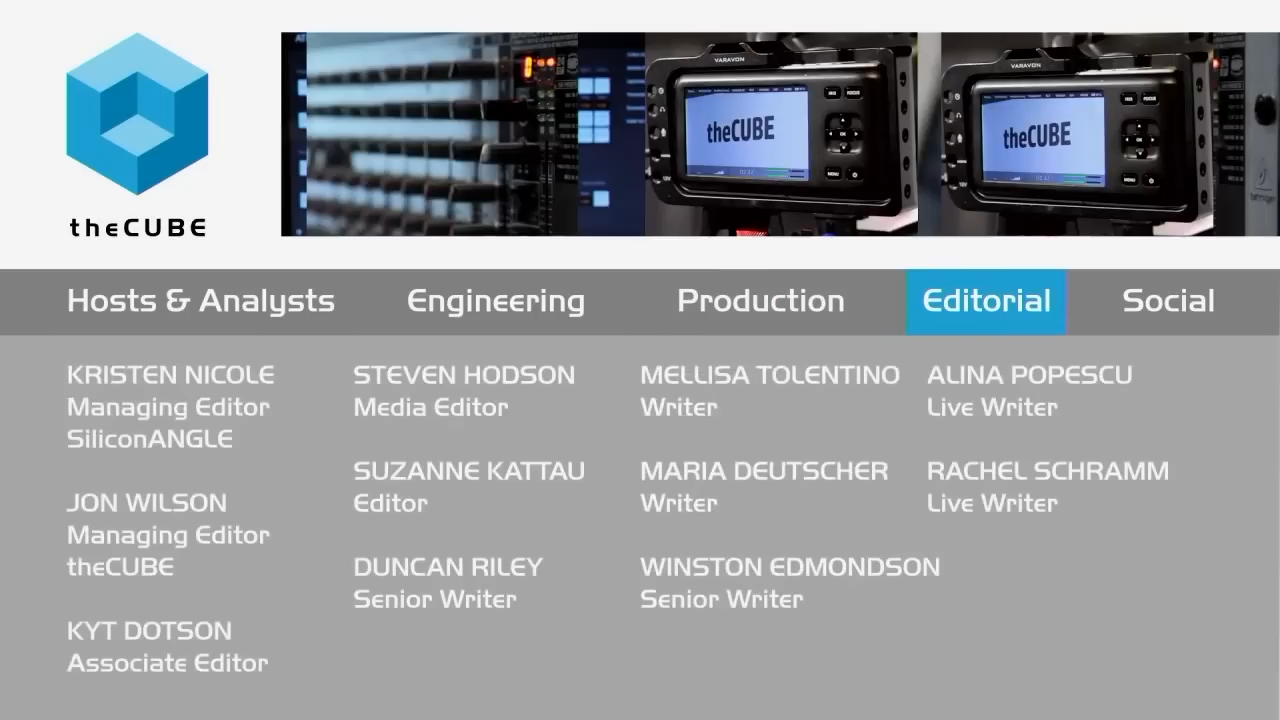 theCUBE
VARAVON
theCUBE
MENU
VARAVON
theCUBE
MENU
Hosts & Analysts
Engineering
Production
Editorial
Social
KRISTEN NICOLE
Managing Editor
SiliconANGLE
JON WILSON
Managing Editor
theCUBE
KYT DOTSON
Associate Editor
STEVEN HODSON
Media Editor
SUZANNE KATTAU
Editor
DUNCAN RILEY
Senior Writer
MELLISA TOLENTINO
Writer
MARIA DEUTSCHER
Writer
WINSTON EDMONDSON
Senior Writer
ALINA POPESCU
Live Writer
RACHEL SCHRAMM
Live Writer